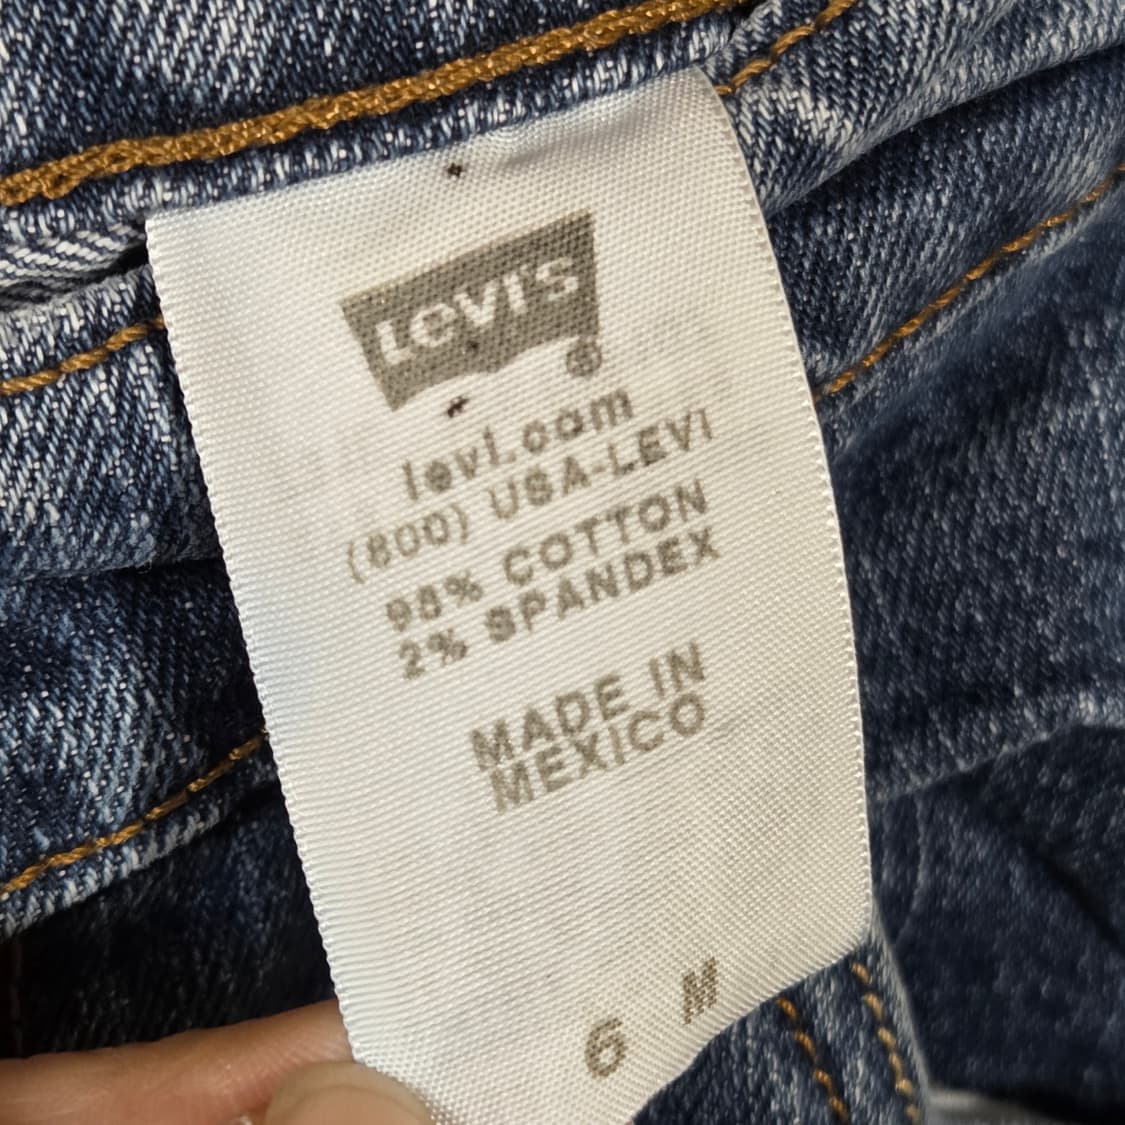 LEVI'S
®
levi.com
(800) USA-LEVI
98% COTTON
2% SPANDEX
MADE IN
MEXICO
6 M